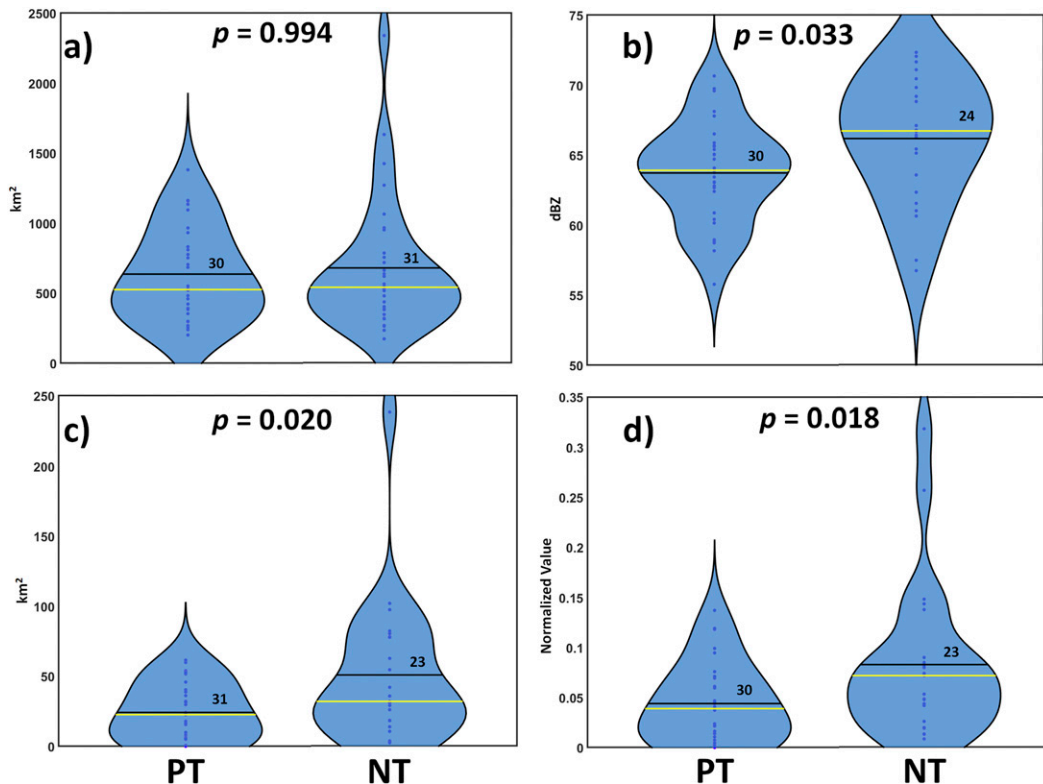 a)
p = 0.994
2500
2000
1500
1000
500
0
km²
30
31
b)
p = 0.033
75
70
65
60
55
50
dBZ
30
24
c)
p = 0.020
250
200
150
100
50
0
km²
31
23
PT
NT
d)
p = 0.018
0.35
0.3
0.25
0.2
0.15
0.1
0.05
0
Normalized Value
30
23
PT
NT